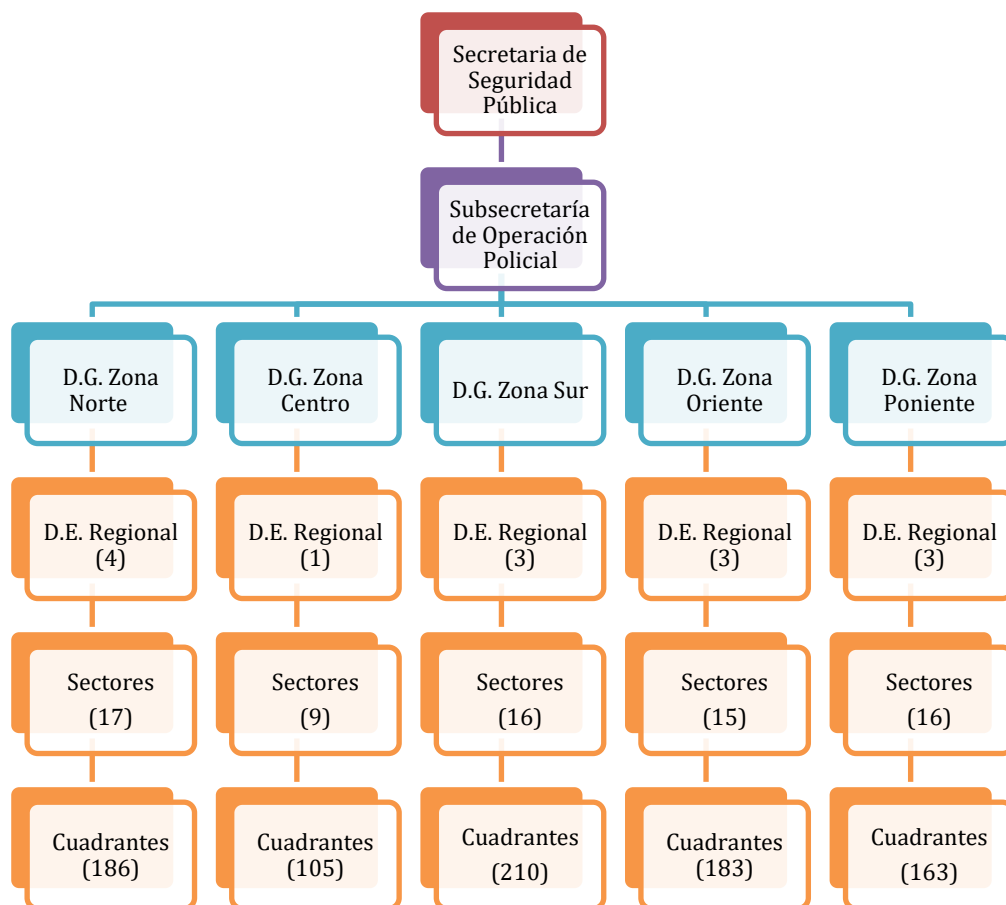 Secretaria de
Seguridad
Pública
Subsecretaría
de Operación
Policial
D.G. Zona
Norte
D.G. Zona
Centro
D.G. Zona Sur
D.G. Zona
Oriente
D.G. Zona
Poniente
D.E. Regional
(4)
D.E. Regional
(1)
D.E. Regional
(3)
D.E. Regional
(3)
D.E. Regional
(3)
Sectores
(17)
Sectores
(9)
Sectores
(16)
Sectores
(15)
Sectores
(16)
Cuadrantes
(186)
Cuadrantes
(105)
Cuadrantes
(210)
Cuadrantes
(183)
Cuadrantes
(163)